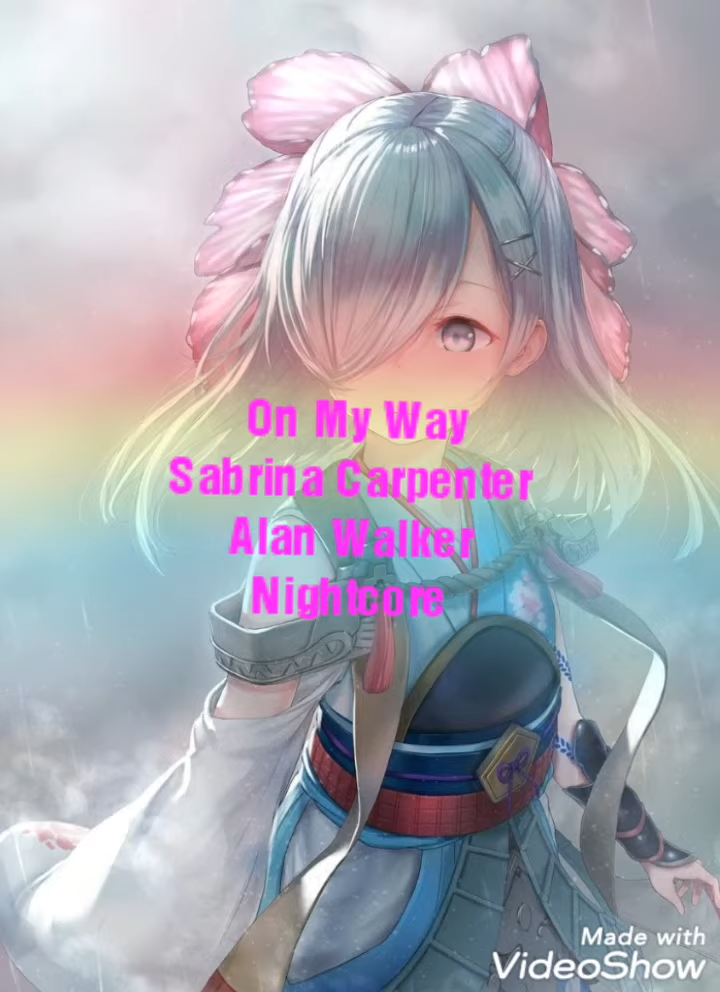 On My Way
Sabrina Carpenter
Alan Walker
Nightcore
Made with
VideoShow